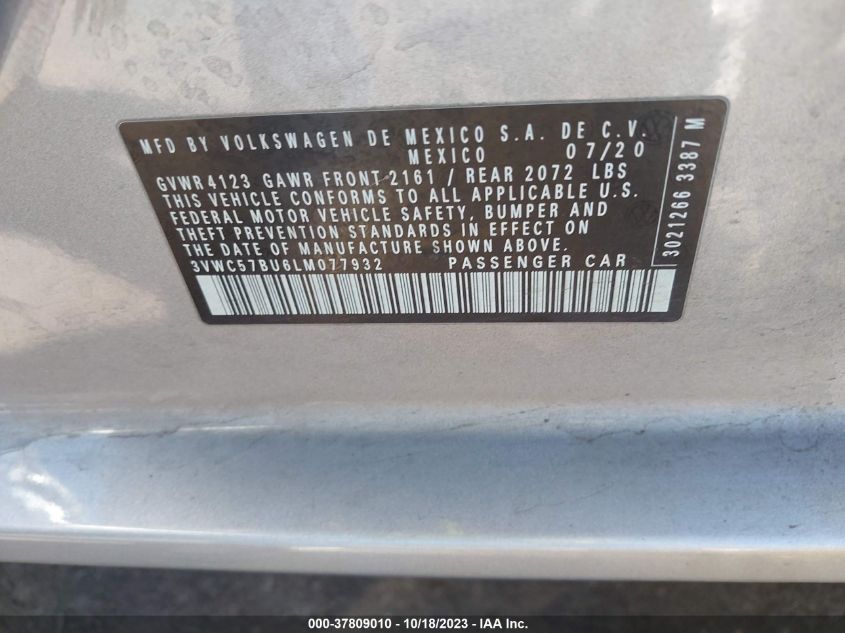 MFD BY VOLKSWAGEN DE MEXICO S.A. DE C.V.
MEXICO 07/20
GVWR 4123 GAWR FRONT 2161 / REAR 2072 LBS
THIS VEHICLE CONFORMS TO ALL APPLICABLE U.S.
FEDERAL MOTOR VEHICLE SAFETY, BUMPER AND
THEFT PREVENTION STANDARDS IN EFFECT ON
THE DATE OF MANUFACTURE SHOWN ABOVE.
3VWC57BU6LM077932 PASSENGER CAR
3021266 3387 M
000-37809010 - 10/18/2023 - Copyright © 2023 IAA, Inc.